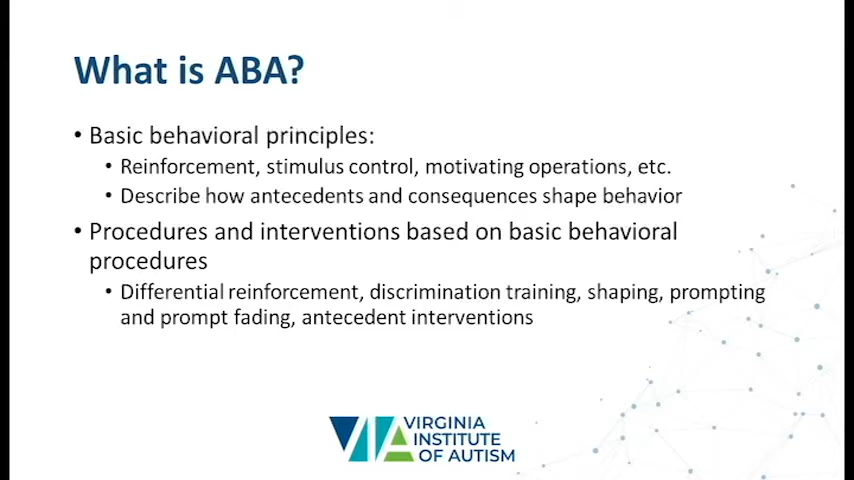 What is ABA?
• Basic behavioral principles:
• Reinforcement, stimulus control, motivating operations, etc.
• Describe how antecedents and consequences shape behavior
• Procedures and interventions based on basic behavioral
procedures
• Differential reinforcement, discrimination training, shaping, prompting
and prompt fading, antecedent interventions
VIA VIRGINIA
INSTITUTE
OF AUTISM